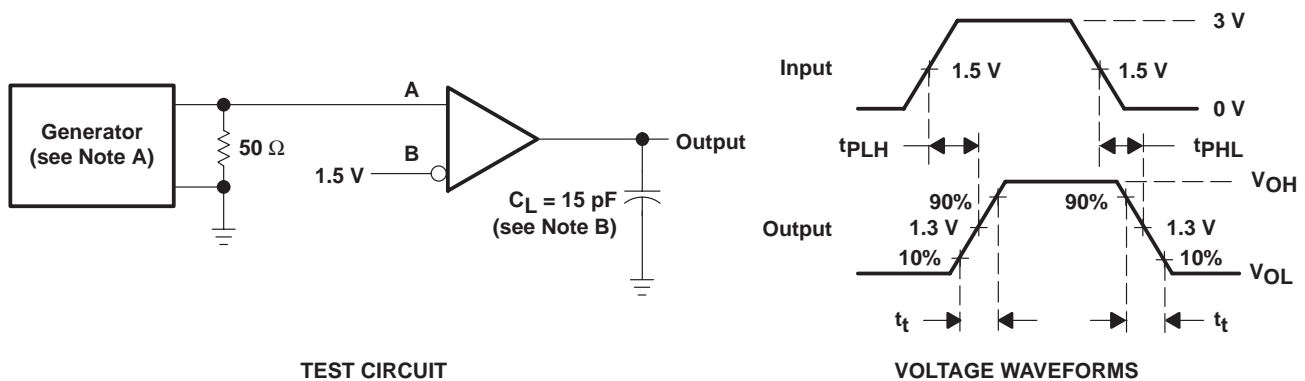 Generator
(see Note A)
50 Ω
A
B
1.5 V
Output
CL = 15 pF
(see Note B)
TEST CIRCUIT
Input
3 V
1.5 V
1.5 V
0 V
tPLH
tPHL
Output
VOH
90%
90%
1.3 V
1.3 V
10%
10%
VOL
tt
tt
VOLTAGE WAVEFORMS